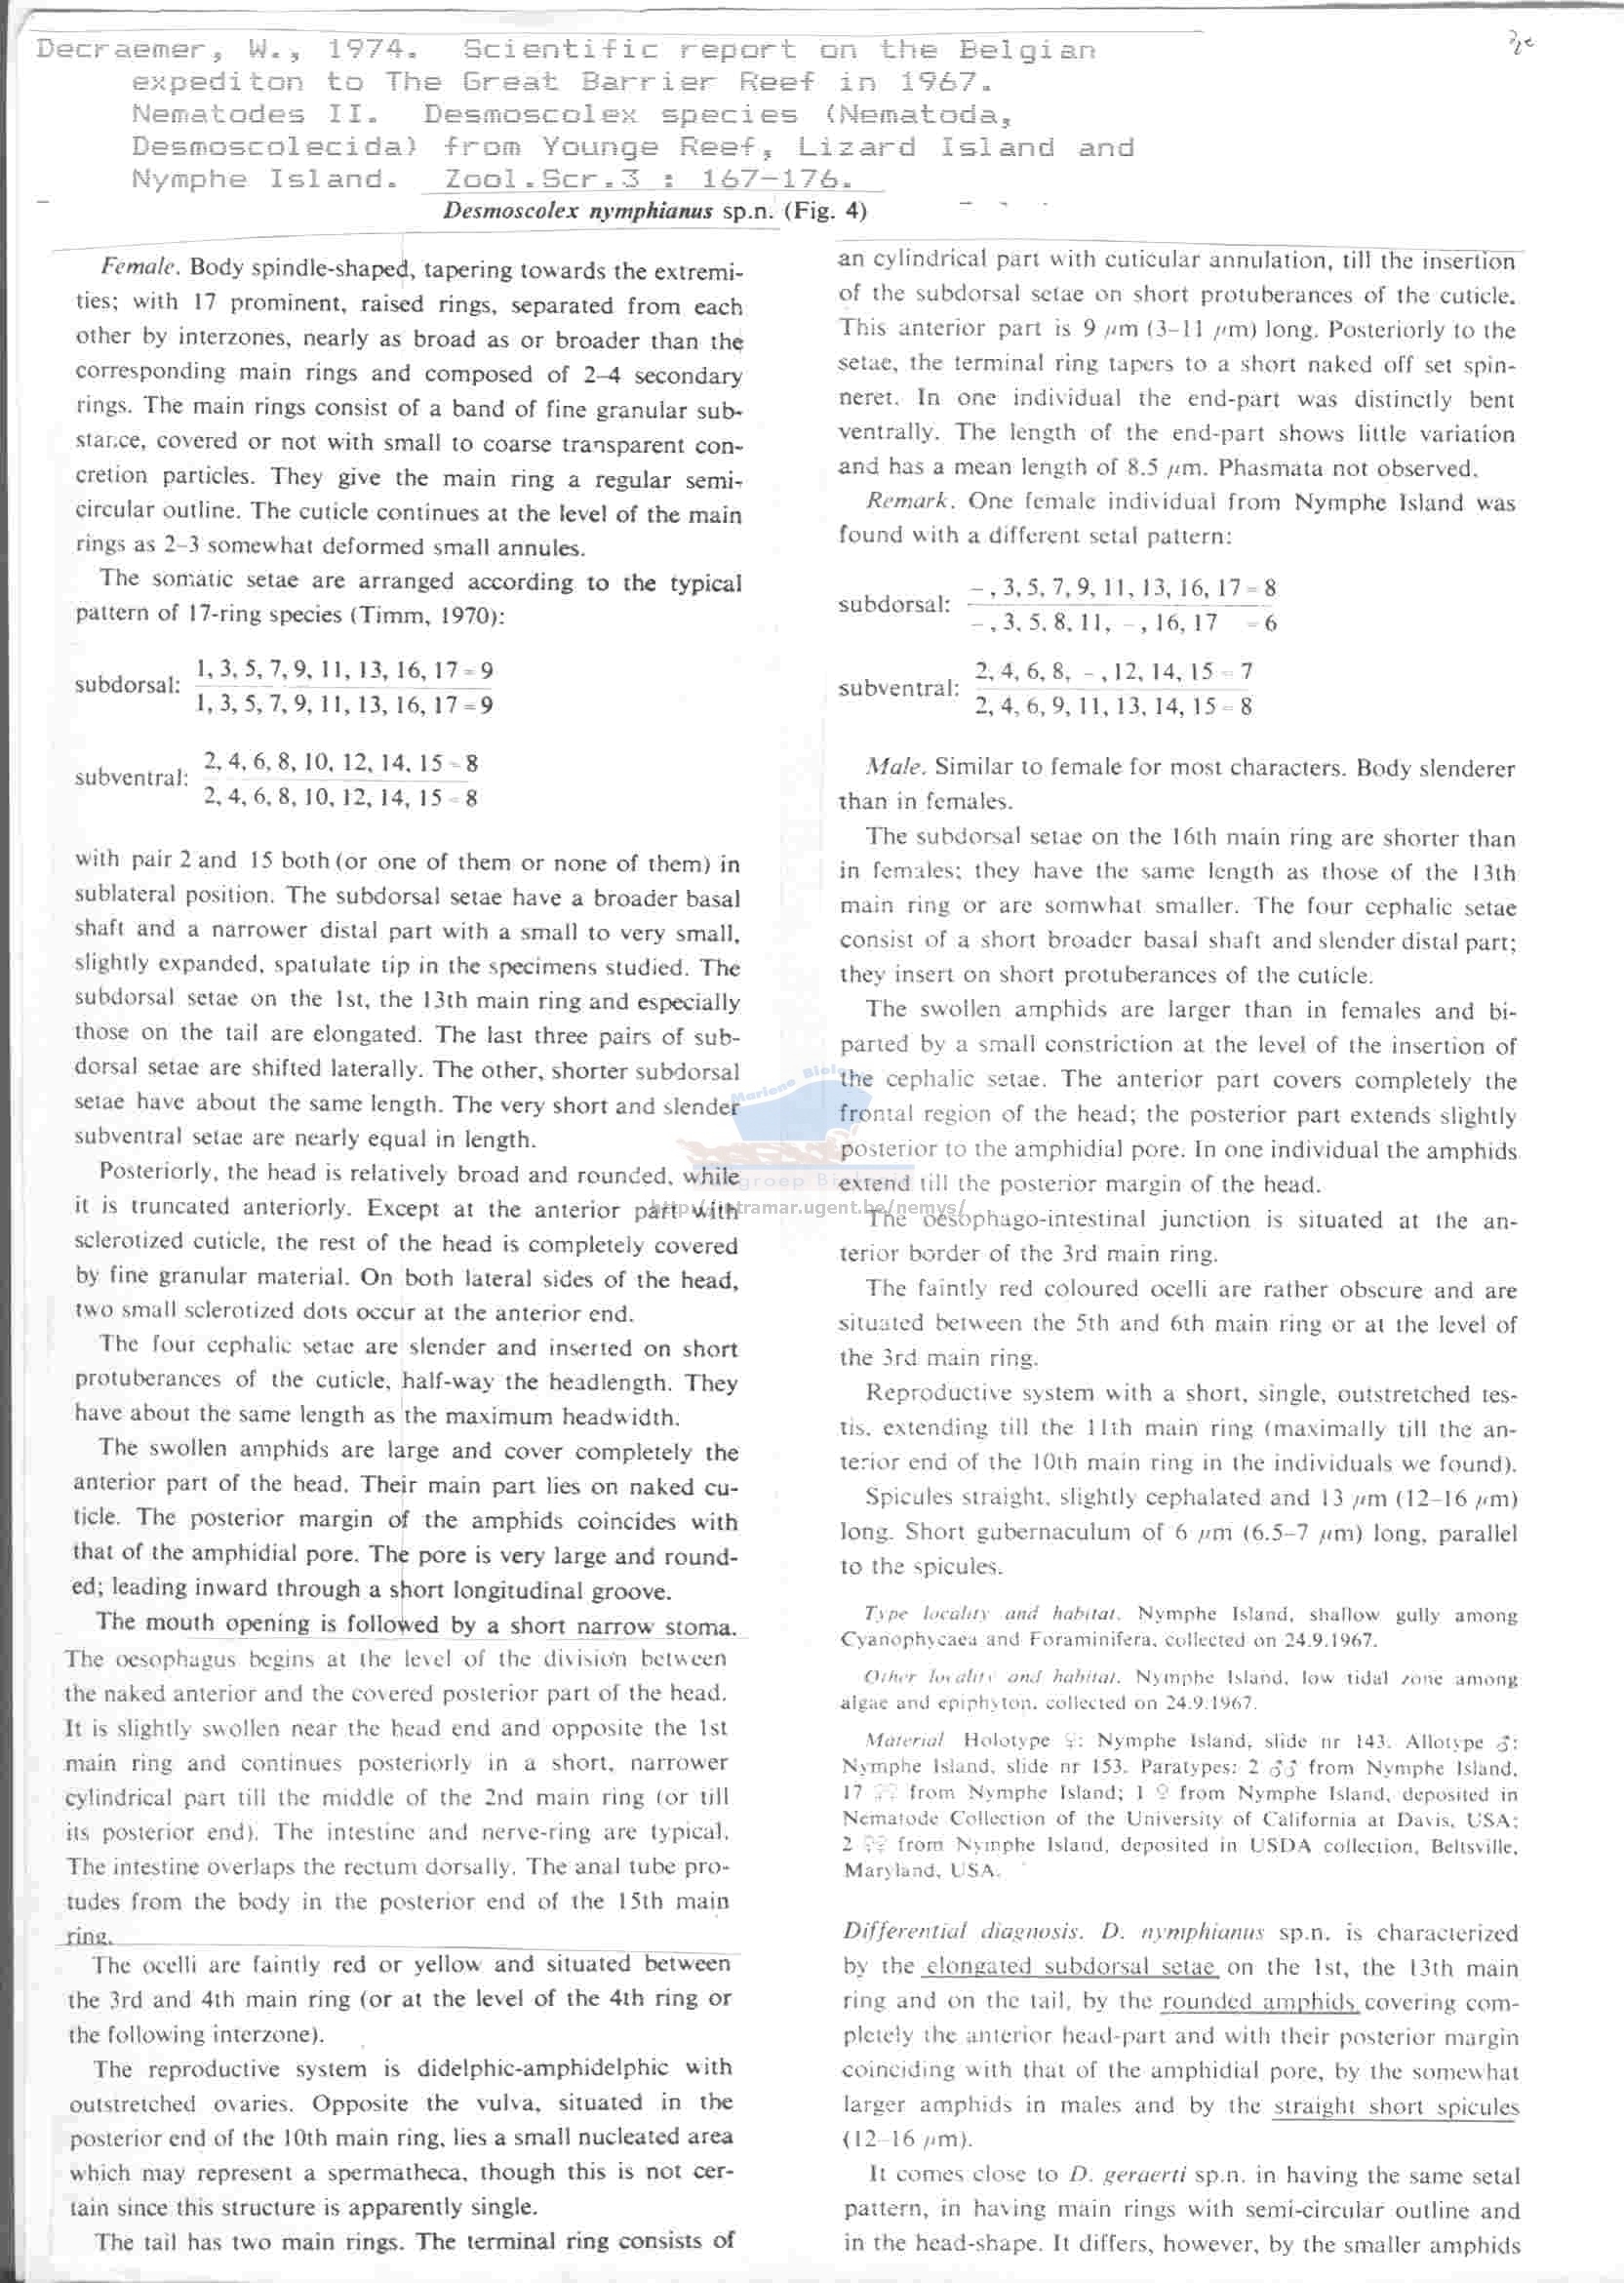 Decraemer, W., 1974. Scientific report on the Belgian
expediton to The Great Barrier Reef in 1967.
Nematodes II. Desmoscolex species (Nematoda,
Desmoscolecida) from Younge Reef, Lizard Island and
Nymphe Island. Zool.Scr.3 : 167-176.
Desmoscolex nymphianus sp.n. (Fig. 4)
Female. Body spindle-shaped, tapering towards the extremi-
ties; with 17 prominent, raised rings, separated from each
other by interzones, nearly as broad as or broader than the
corresponding main rings and composed of 2–4 secondary
rings. The main rings consist of a band of fine granular sub-
stance, covered or not with small to coarse transparent con-
cretion particles. They give the main ring a regular semi-
circular outline. The cuticle continues at the level of the main
rings as 2–3 somewhat deformed small annules.
The somatic setae are arranged according to the typical
pattern of 17-ring species (Timm, 1970):
subdorsal: 1, 3, 5, 7, 9, 11, 13, 16, 17 = 9
1, 3, 5, 7, 9, 11, 13, 16, 17 = 9
subventral: 2, 4, 6, 8, 10, 12, 14, 15 = 8
2, 4, 6, 8, 10, 12, 14, 15 = 8
with pair 2 and 15 both (or one of them or none of them) in
sublateral position. The subdorsal setae have a broader basal
shaft and a narrower distal part with a small to very small,
slightly expanded, spatulate tip in the specimens studied. The
subdorsal setae on the 1st, the 13th main ring and especially
those on the tail are elongated. The last three pairs of sub-
dorsal setae are shifted laterally. The other, shorter subdorsal
setae have about the same length. The very short and slender
subventral setae are nearly equal in length.
Posteriorly, the head is relatively broad and rounded, while
it is truncated anteriorly. Except at the anterior part with
sclerotized cuticle, the rest of the head is completely covered
by fine granular material. On both lateral sides of the head,
two small sclerotized dots occur at the anterior end.
The four cephalic setae are slender and inserted on short
protuberances of the cuticle, half-way the headlength. They
have about the same length as the maximum headwidth.
The swollen amphids are large and cover completely the
anterior part of the head. Their main part lies on naked cu-
ticle. The posterior margin of the amphids coincides with
that of the amphidial pore. The pore is very large and round-
ed; leading inward through a short longitudinal groove.
The mouth opening is followed by a short narrow stoma.
The oesophagus begins at the level of the division between
the naked anterior and the covered posterior part of the head.
It is slightly swollen near the head end and opposite the 1st
main ring and continues posteriorly in a short, narrower
cylindrical part till the middle of the 2nd main ring (or till
its posterior end). The intestine and nerve-ring are typical.
The intestine overlaps the rectum dorsally. The anal tube pro-
tudes from the body in the posterior end of the 15th main
ring.
The ocelli are faintly red or yellow and situated between
the 3rd and 4th main ring (or at the level of the 4th ring or
the following interzone).
The reproductive system is didelphic-amphidelphic with
outstretched ovaries. Opposite the vulva, situated in the
posterior end of the 10th main ring, lies a small nucleated area
which may represent a spermatheca, though this is not cer-
tain since this structure is apparently single.
The tail has two main rings. The terminal ring consists of
an cylindrical part with cuticular annulation, till the insertion
of the subdorsal setae on short protuberances of the cuticle.
This anterior part is 9 μm (3–11 μm) long. Posteriorly to the
setae, the terminal ring tapers to a short naked off set spin-
neret. In one individual the end-part was distinctly bent
ventrally. The length of the end-part shows little variation
and has a mean length of 8.5 μm. Phasmata not observed.
Remark. One female individual from Nymphe Island was
found with a different setal pattern:
subdorsal: –, 3, 5, 7, 9, 11, 13, 16, 17 = 8
–, 3, 5, 8, 11, –, 16, 17 = 6
subventral: 2, 4, 6, 8, –, 12, 14, 15 = 7
2, 4, 6, 9, 11, 13, 14, 15 = 8
Male. Similar to female for most characters. Body slenderer
than in females.
The subdorsal setae on the 16th main ring are shorter than
in females; they have the same length as those of the 13th
main ring or are somwhat smaller. The four cephalic setae
consist of a short broader basal shaft and slender distal part;
they insert on short protuberances of the cuticle.
The swollen amphids are larger than in females and bi-
parted by a small constriction at the level of the insertion of
the cephalic setae. The anterior part covers completely the
frontal region of the head; the posterior part extends slightly
posterior to the amphidial pore. In one individual the amphids
extend till the posterior margin of the head.
The oesophago-intestinal junction is situated at the an-
terior border of the 3rd main ring.
The faintly red coloured ocelli are rather obscure and are
situated between the 5th and 6th main ring or at the level of
the 3rd main ring.
Reproductive system with a short, single, outstretched tes-
tis, extending till the 11th main ring (maximally till the an-
terior end of the 10th main ring in the individuals we found).
Spicules straight, slightly cephalated and 13 μm (12–16 μm)
long. Short gubernaculum of 6 μm (6.5–7 μm) long, parallel
to the spicules.
Type locality and habitat. Nymphe Island, shallow gully among
Cyanophycaea and Foraminifera, collected on 24.9.1967.
Other locality and habitat. Nymphe Island, low tidal zone among
algae and epiphyton, collected on 24.9.1967.
Material Holotype ♀: Nymphe Island, slide nr 143. Allotype ♂:
Nymphe Island, slide nr 153. Paratypes: 2 ♂♂ from Nymphe Island,
17 ♀♀ from Nymphe Island; 1 ♀ from Nymphe Island, deposited in
Nematode Collection of the University of California at Davis, USA;
2 ♀♀ from Nymphe Island, deposited in USDA collection, Beltsville,
Maryland, USA.
Differential diagnosis. D. nymphianus sp.n. is characterized
by the elongated subdorsal setae on the 1st, the 13th main
ring and on the tail, by the rounded amphids covering com-
pletely the anterior head-part and with their posterior margin
coinciding with that of the amphidial pore, by the somewhat
larger amphids in males and by the straight short spicules
(12–16 μm).
It comes close to D. geraerti sp.n. in having the same setal
pattern, in having main rings with semi-circular outline and
in the head-shape. It differs, however, by the smaller amphids